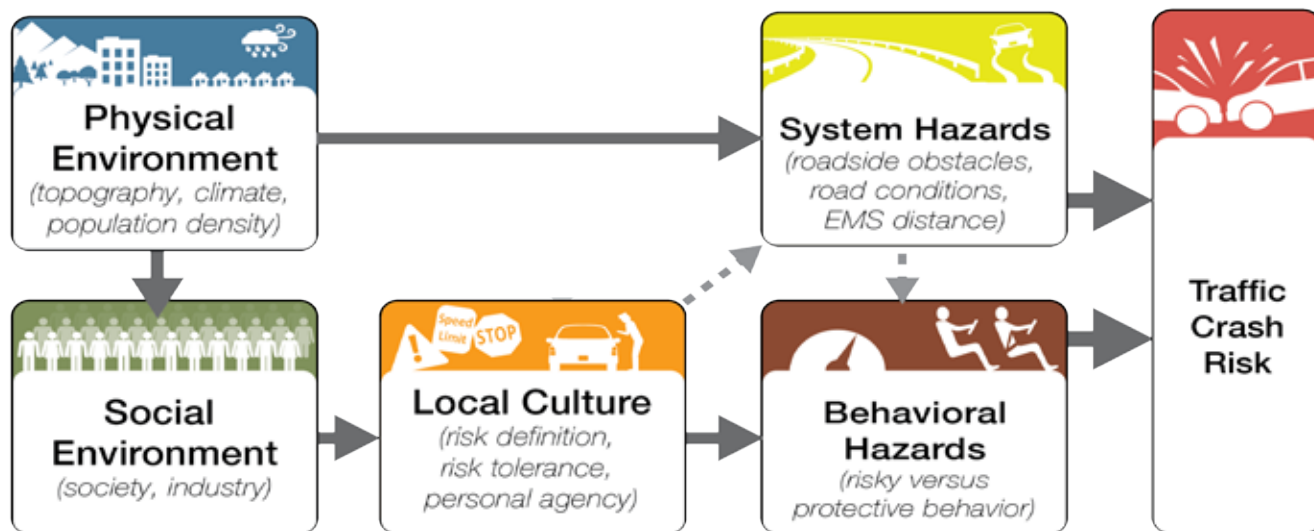 Physical
Environment
(topography, climate,
population density)
System Hazards
(roadside obstacles,
road conditions,
EMS distance)
Traffic
Crash
Risk
Social
Environment
(society, industry)
Speed
Limit
STOP
Local Culture
(risk definition,
risk tolerance,
personal agency)
Behavioral
Hazards
(risky versus
protective behavior)